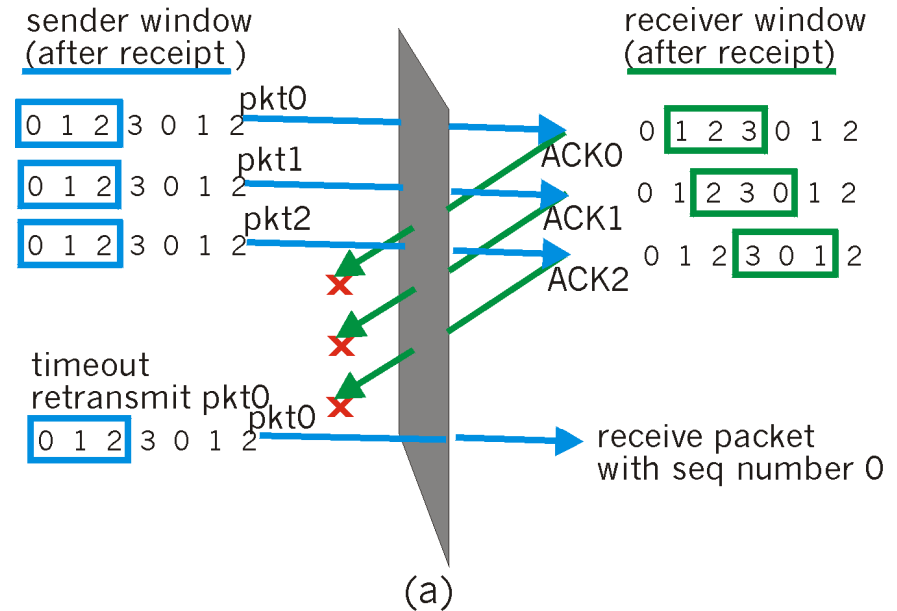 sender window
(after receipt )
receiver window
(after receipt)
0 1 2 3 0 1 2
pkt0
ACK0
0 1 2 3 0 1 2
0 1 2 3 0 1 2
pkt1
ACK1
0 1 2 3 0 1 2
0 1 2 3 0 1 2
pkt2
ACK2
0 1 2 3 0 1 2
timeout
retransmit pkt0
0 1 2 3 0 1 2
pkt0
receive packet
with seq number 0
(a)